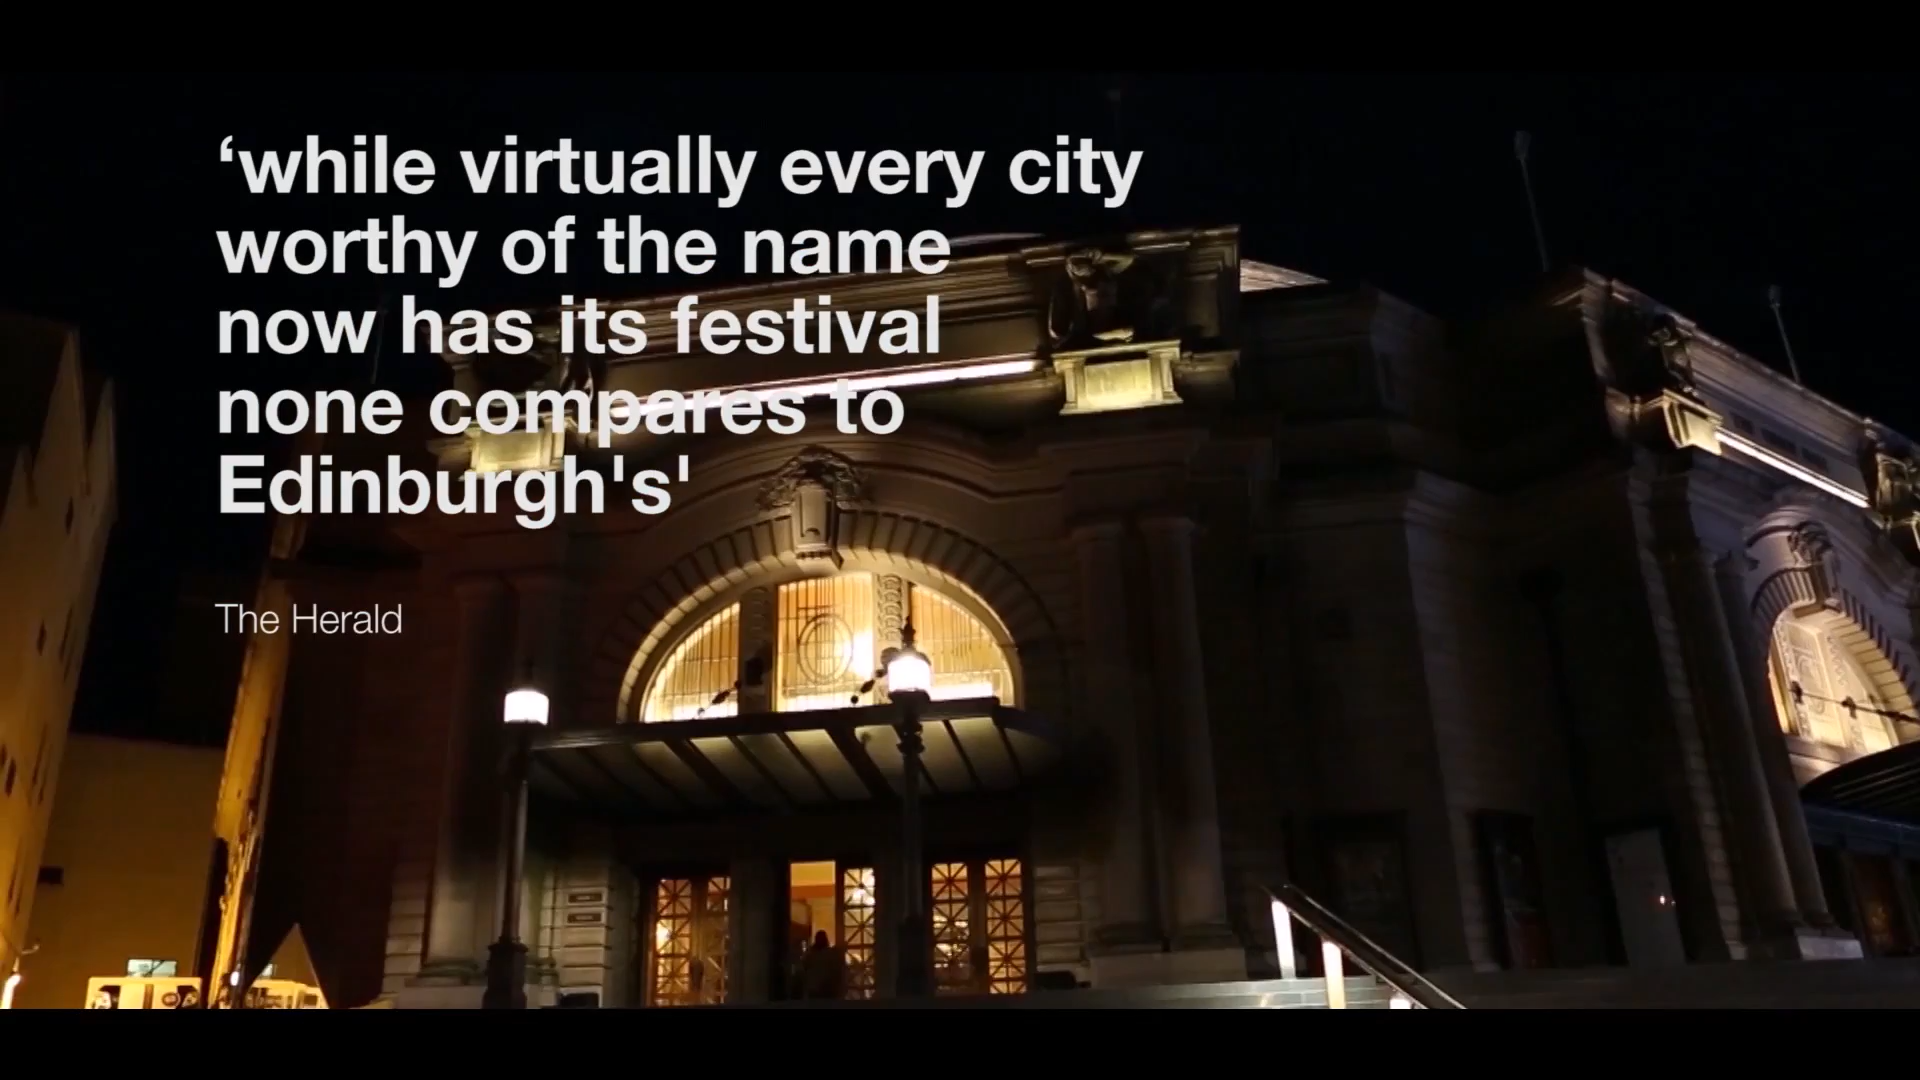 ‘while virtually every city
worthy of the name
now has its festival
none compares to
Edinburgh's'
The Herald